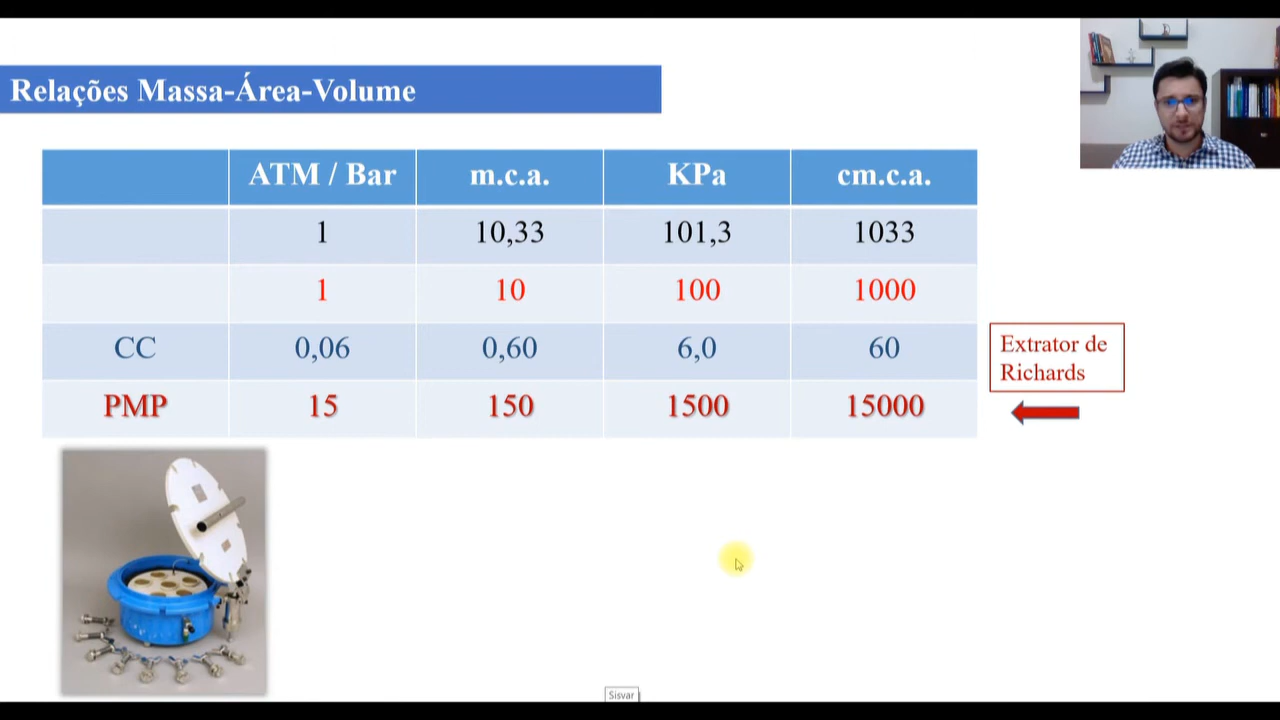 Relações Massa-Área-Volume
ATM / Bar m.c.a. KPa cm.c.a.
1 10,33 101,3 1033
1 10 100 1000
CC 0,06 0,60 6,0 60
PMP 15 150 1500 15000
Extrator de
Richards
Sisvar